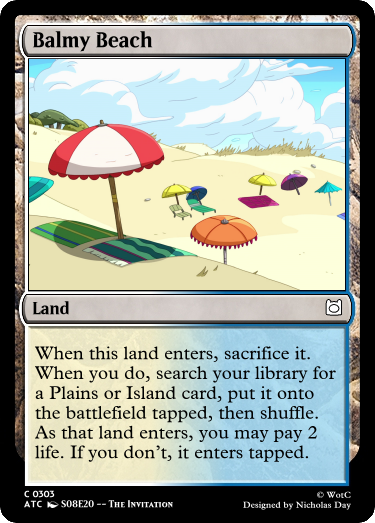 Balmy Beach
Land
When this land enters, sacrifice it.
When you do, search your library for
a Plains or Island card, put it onto
the battlefield tapped, then shuffle.
As that land enters, you may pay 2
life. If you don't, it enters tapped.
C 0303
© WotC
ATC S08E20 -- The Invitation
Designed by Nicholas Day